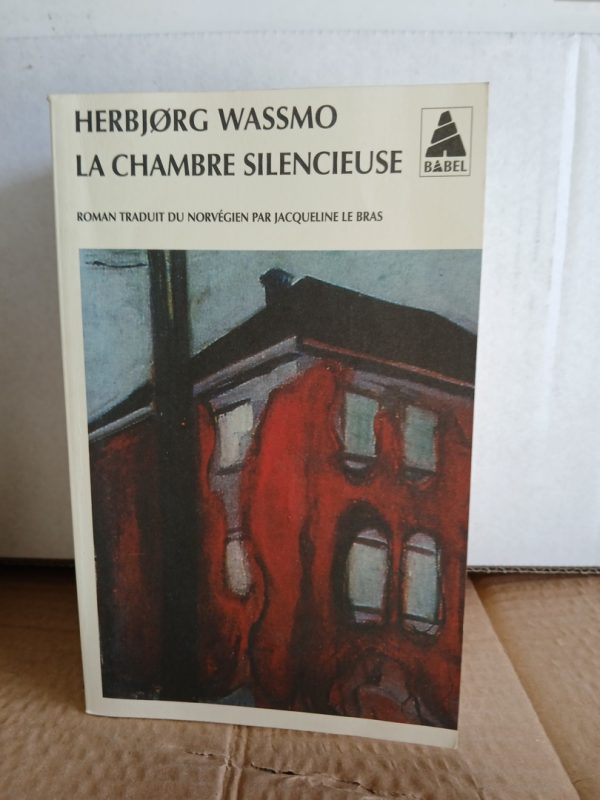 HERBJØRG WASSMO
LA CHAMBRE SILENCIEUSE
BABEL
ROMAN TRADUIT DU NORVÉGIEN PAR JACQUELINE LE BRAS